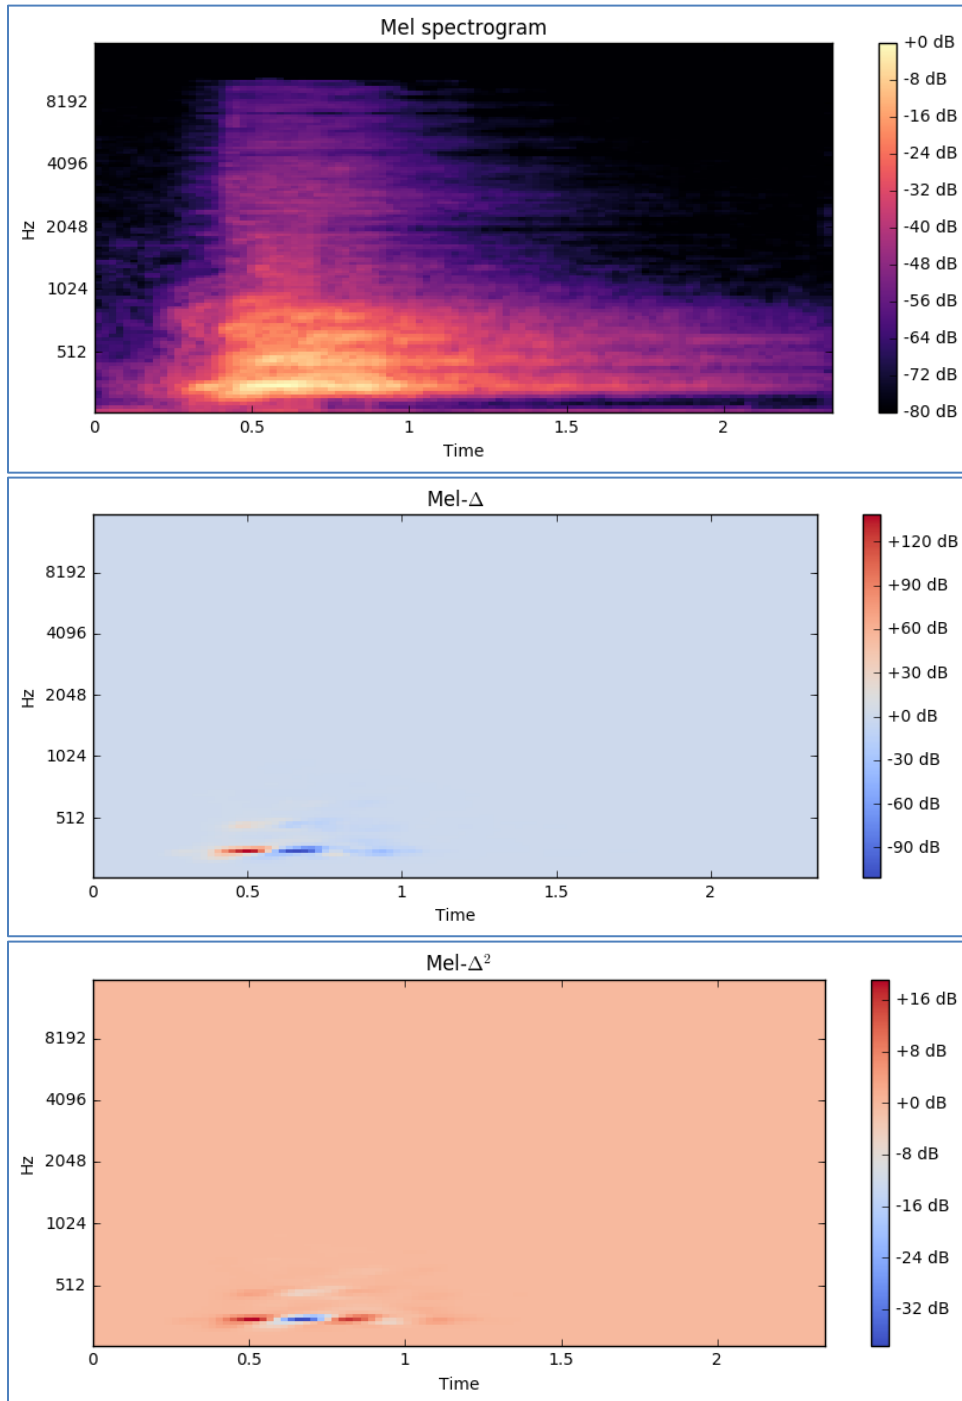 Mel spectrogram
Hz
8192
4096
2048
1024
512
0 0.5 1 1.5 2
Time
+0 dB
-8 dB
-16 dB
-24 dB
-32 dB
-40 dB
-48 dB
-56 dB
-64 dB
-72 dB
-80 dB
Mel-Δ
Hz
8192
4096
2048
1024
512
0 0.5 1 1.5 2
Time
+120 dB
+90 dB
+60 dB
+30 dB
+0 dB
-30 dB
-60 dB
-90 dB
Mel-Δ²
Hz
8192
4096
2048
1024
512
0 0.5 1 1.5 2
Time
+16 dB
+8 dB
+0 dB
-8 dB
-16 dB
-24 dB
-32 dB